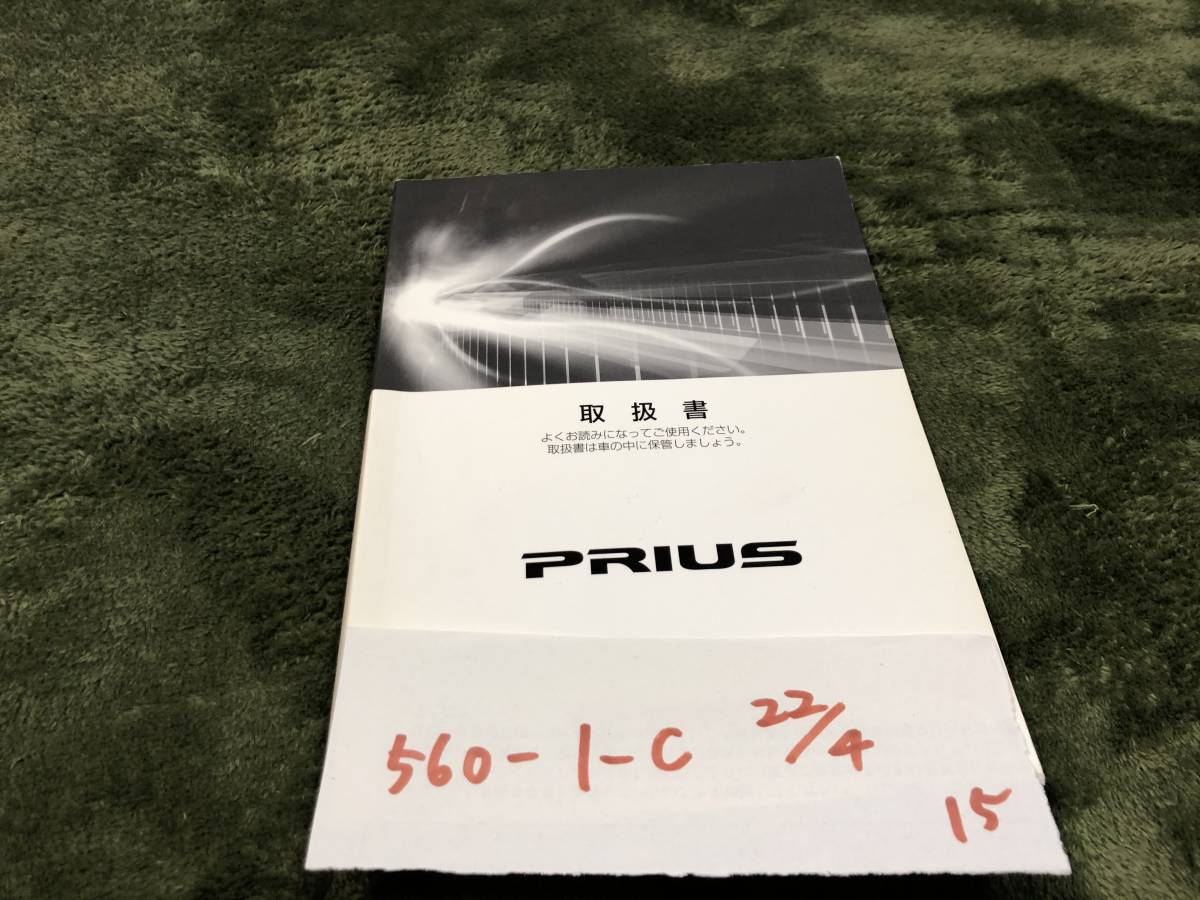 取扱書
よくお読みになってご使用ください。
取扱書は車の中に保管しましょう。
PRIUS
560-1-C 22/4
15